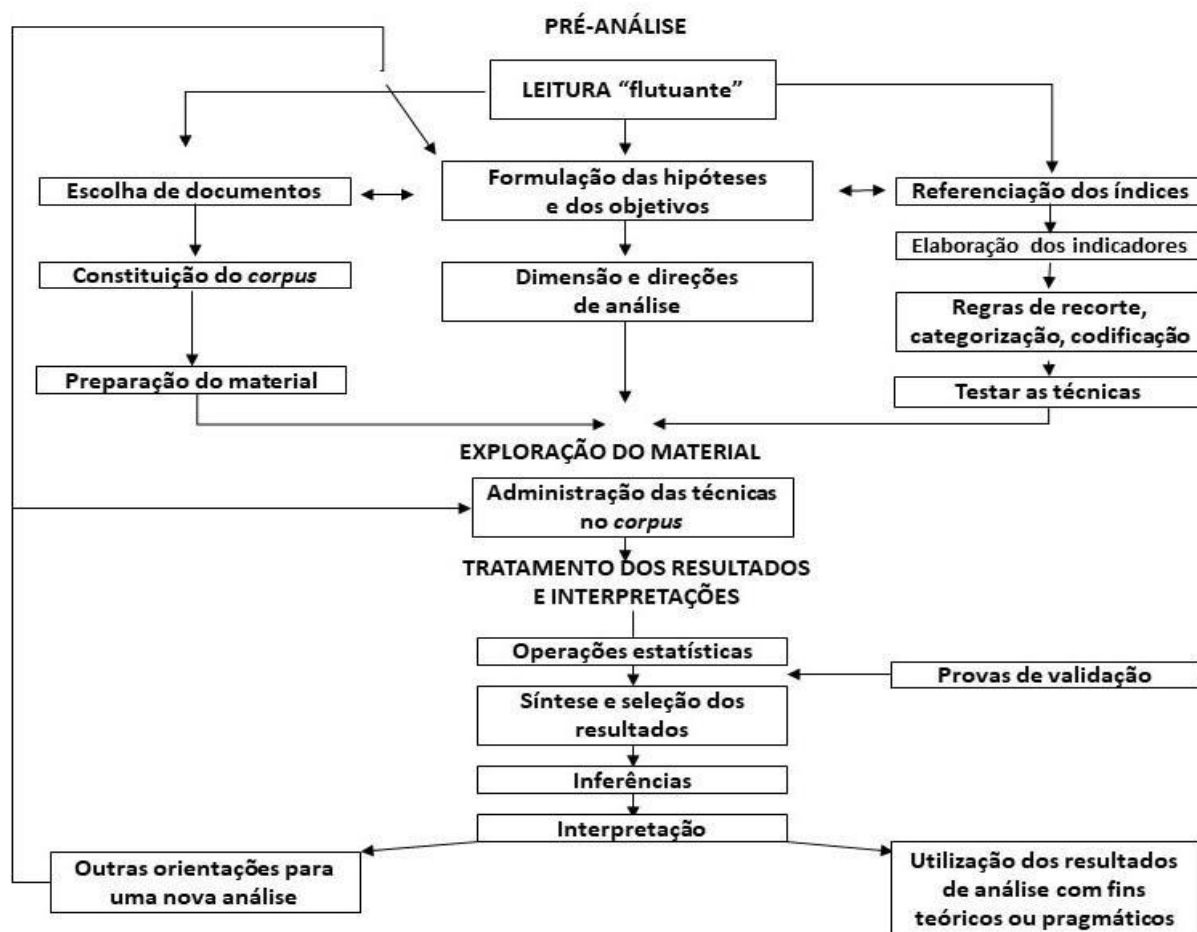 PRÉ-ANÁLISE
LEITURA “flutuante”
Escolha de documentos
Formulação das hipóteses
e dos objetivos
Referenciação dos índices
Elaboração dos indicadores
Constituição do corpus
Dimensão e direções
de análise
Regras de recorte,
categorização, codificação
Preparação do material
Testar as técnicas
EXPLORAÇÃO DO MATERIAL
Administração das técnicas
no corpus
TRATAMENTO DOS RESULTADOS
E INTERPRETAÇÕES
Operações estatísticas
Provas de validação
Síntese e seleção dos
resultados
Inferências
Interpretação
Outras orientações para
uma nova análise
Utilização dos resultados
de análise com fins
teóricos ou pragmáticos